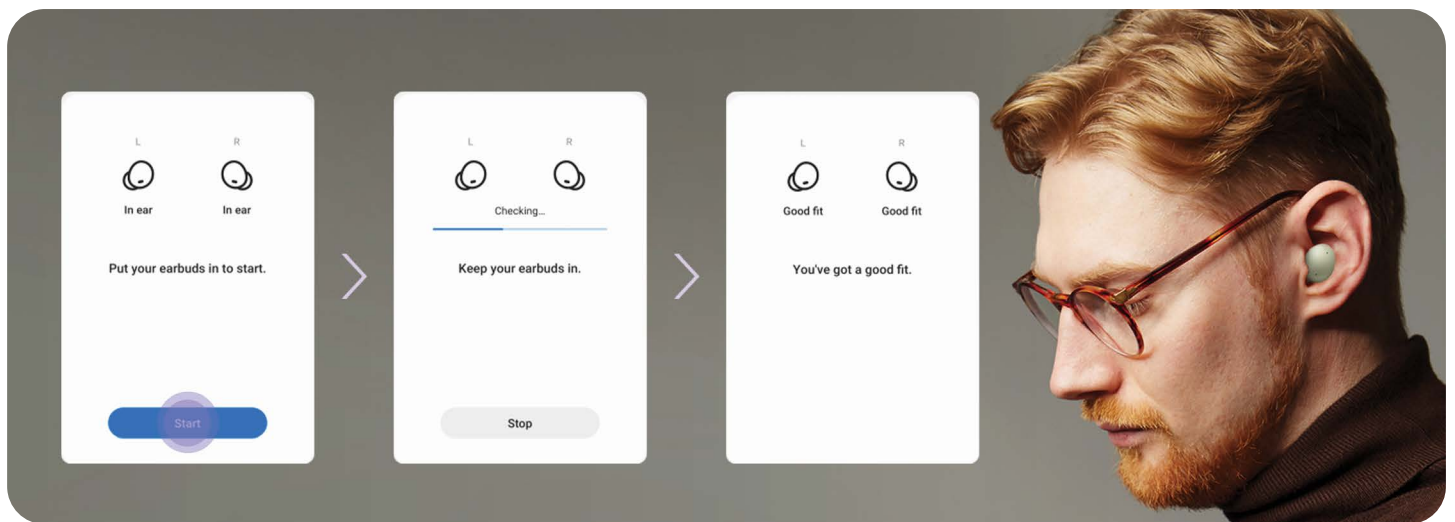 L R
In ear In ear
Put your earbuds in to start.
Start
L R
Checking...
Keep your earbuds in.
Stop
L R
Good fit Good fit
You've got a good fit.